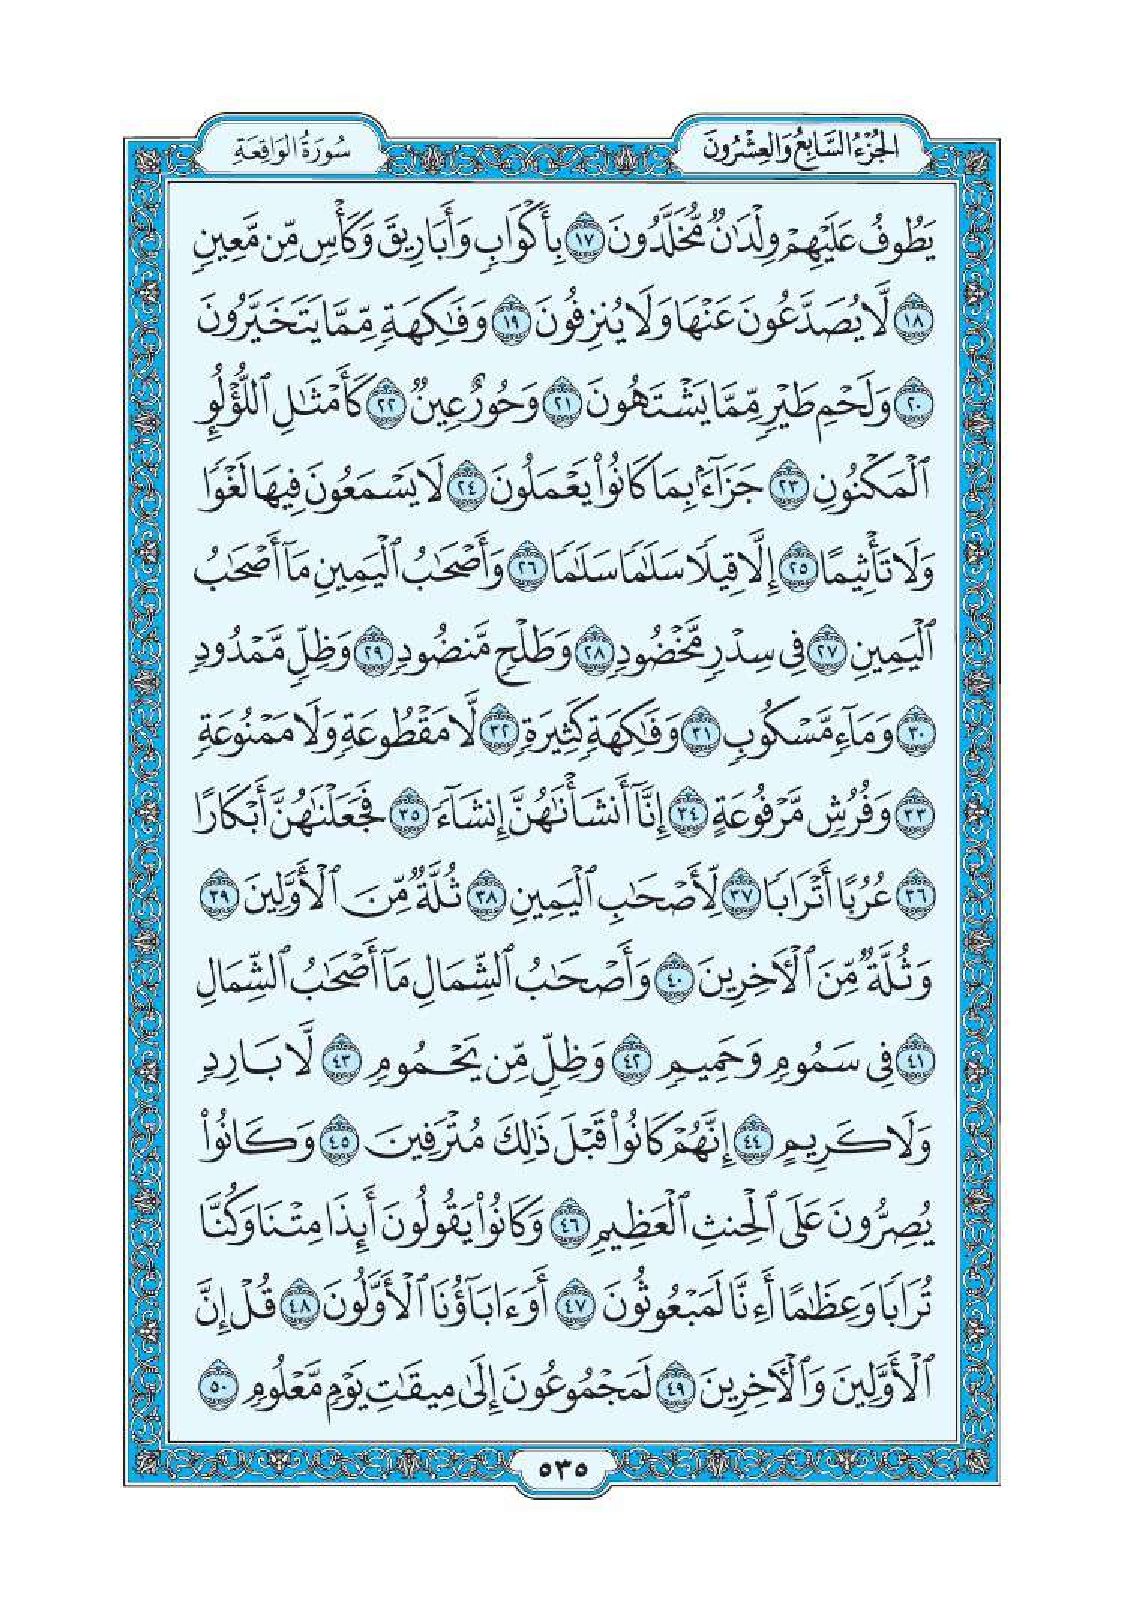 الجُزْءُ السَّابِعُ وَالعِشْرُونَ
سُورَةُ الوَاقِعَةِ
يَطُوفُ عَلَيْهِمْ وِلْدَٰنٌ مُّخَلَّدُونَ ١٧ بِأَكْوَابٍ وَأَبَارِيقَ وَكَأْسٍ مِّن مَّعِينٍ
١٨ لَّا يُصَدَّعُونَ عَنْهَا وَلَا يُنزِفُونَ ١٩ وَفَٰكِهَةٍ مِّمَّا يَتَخَيَّرُونَ
٢٠ وَلَحْمِ طَيْرٍ مِّمَّا يَشْتَهُونَ ٢١ وَحُورٌ عِينٌ ٢٢ كَأَمْثَٰلِ ٱللُّؤْلُؤِ
ٱلْمَكْنُونِ ٢٣ جَزَآءًۢ بِمَا كَانُوا۟ يَعْمَلُونَ ٢٤ لَا يَسْمَعُونَ فِيهَا لَغْوًا
وَلَا تَأْثِيمًا ٢٥ إِلَّا قِيلًا سَلَٰمًا سَلَٰمًا ٢٦ وَأَصْحَٰبُ ٱلْيَمِينِ مَآ أَصْحَٰبُ
ٱلْيَمِينِ ٢٧ فِى سِدْرٍ مَّخْضُودٍ ٢٨ وَطَلْحٍ مَّنضُودٍ ٢٩ وَظِلٍّ مَّمْدُودٍ
٣٠ وَمَآءٍ مَّسْكُوبٍ ٣١ وَفَٰكِهَةٍ كَثِيرَةٍ ٣٢ لَّا مَقْطُوعَةٍ وَلَا مَمْنُوعَةٍ
٣٣ وَفُرُشٍ مَّرْفُوعَةٍ ٣٤ إِنَّآ أَنشَأْنَٰهُنَّ إِنشَآءً ٣٥ فَجَعَلْنَٰهُنَّ أَبْكَارًا
٣٦ عُرُبًا أَتْرَابًا ٣٧ لِّأَصْحَٰبِ ٱلْيَمِينِ ٣٨ ثُلَّةٌ مِّنَ ٱلْأَوَّلِينَ ٣٩
وَثُلَّةٌ مِّنَ ٱلْـَٔاخِرِينَ ٤٠ وَأَصْحَٰبُ ٱلشِّمَالِ مَآ أَصْحَٰبُ ٱلشِّمَالِ
٤١ فِى سَمُومٍ وَحَمِيمٍ ٤٢ وَظِلٍّ مِّن يَحْمُومٍ ٤٣ لَّا بَارِدٍ
وَلَا كَرِيمٍ ٤٤ إِنَّهُمْ كَانُوا۟ قَبْلَ ذَٰلِكَ مُتْرَفِينَ ٤٥ وَكَانُوا۟
يُصِرُّونَ عَلَى ٱلْحِنثِ ٱلْعَظِيمِ ٤٦ وَكَانُوا۟ يَقُولُونَ أَئِذَا مِتْنَا وَكُنَّا
تُرَابًا وَعِظَٰمًا أَءِنَّا لَمَبْعُوثُونَ ٤٧ أَوَءَابَآؤُنَا ٱلْأَوَّلُونَ ٤٨ قُلْ إِنَّ
ٱلْأَوَّلِينَ وَٱلْـَٔاخِرِينَ ٤٩ لَمَجْمُوعُونَ إِلَىٰ مِيقَٰتِ يَوْمٍ مَّعْلُومٍ ٥٠
٥٣٥